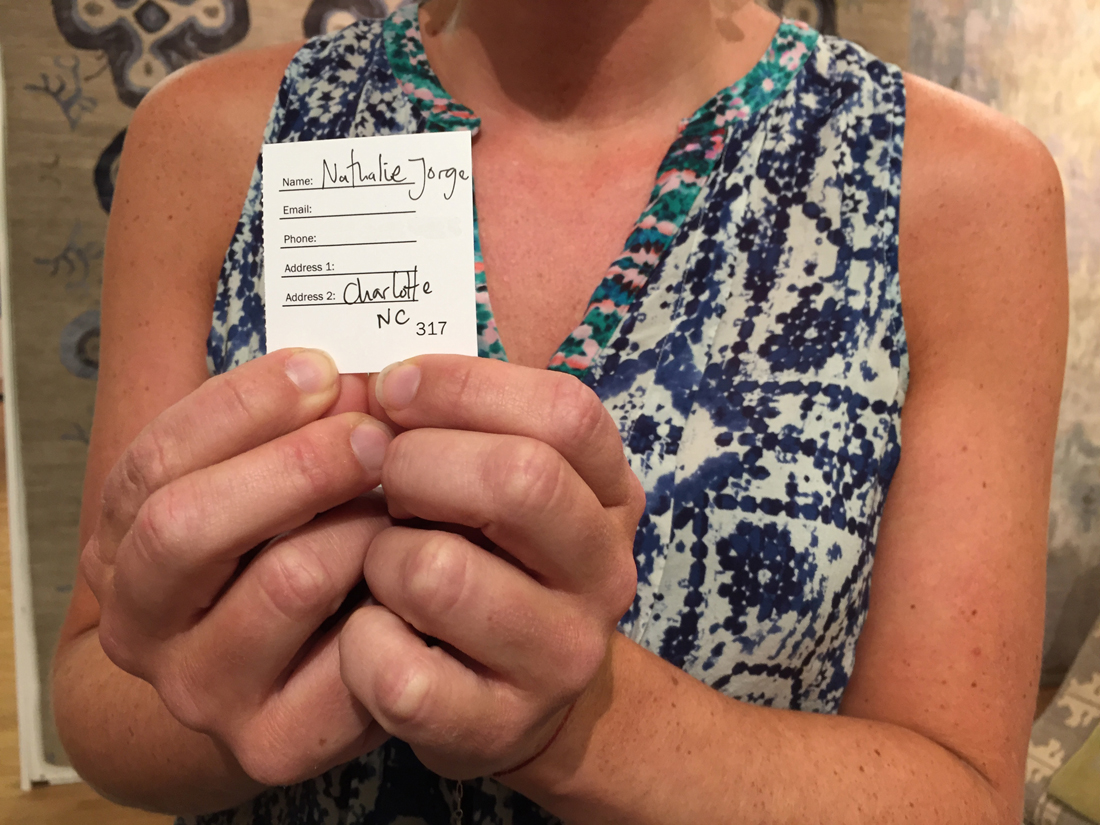 Name: Nathalie Jorge
Email:
Phone:
Address 1:
Address 2: Charlotte
NC
317